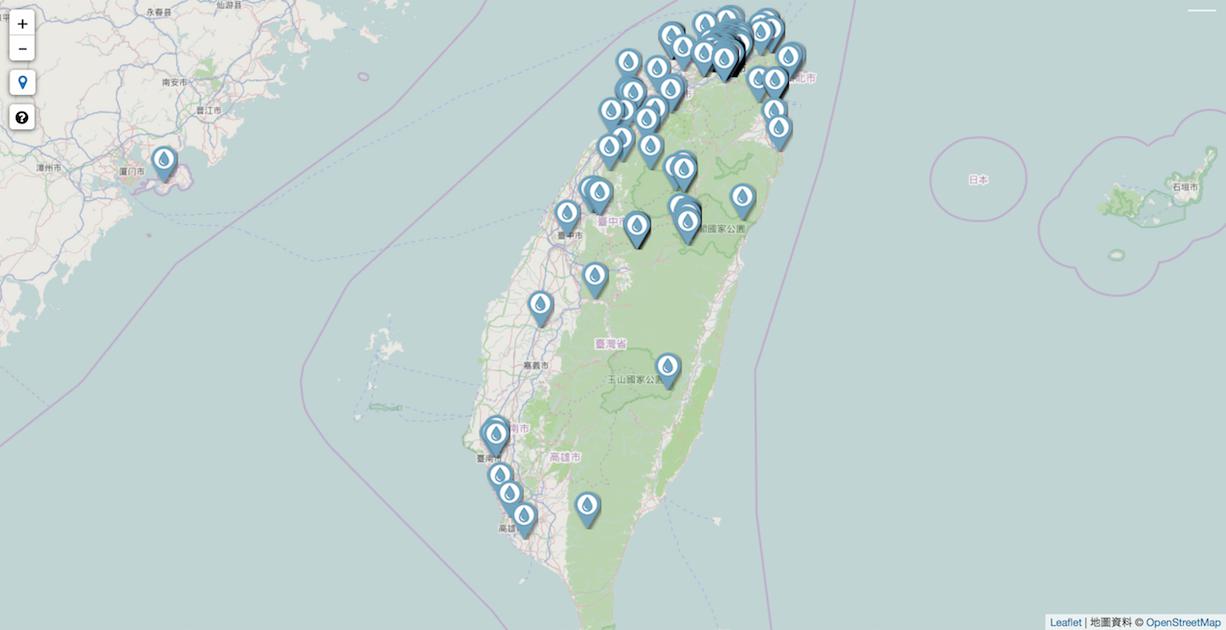 永春县
仙游县
+
−
南安市
?
晋江市
北市
漳州市
厦门市
日本
石垣市
臺中市
臺中市
國家公園
臺灣省
嘉義市
玉山國家公園
南市
臺南市
高雄市
高雄
Leaflet | 地圖資料 © OpenStreetMap